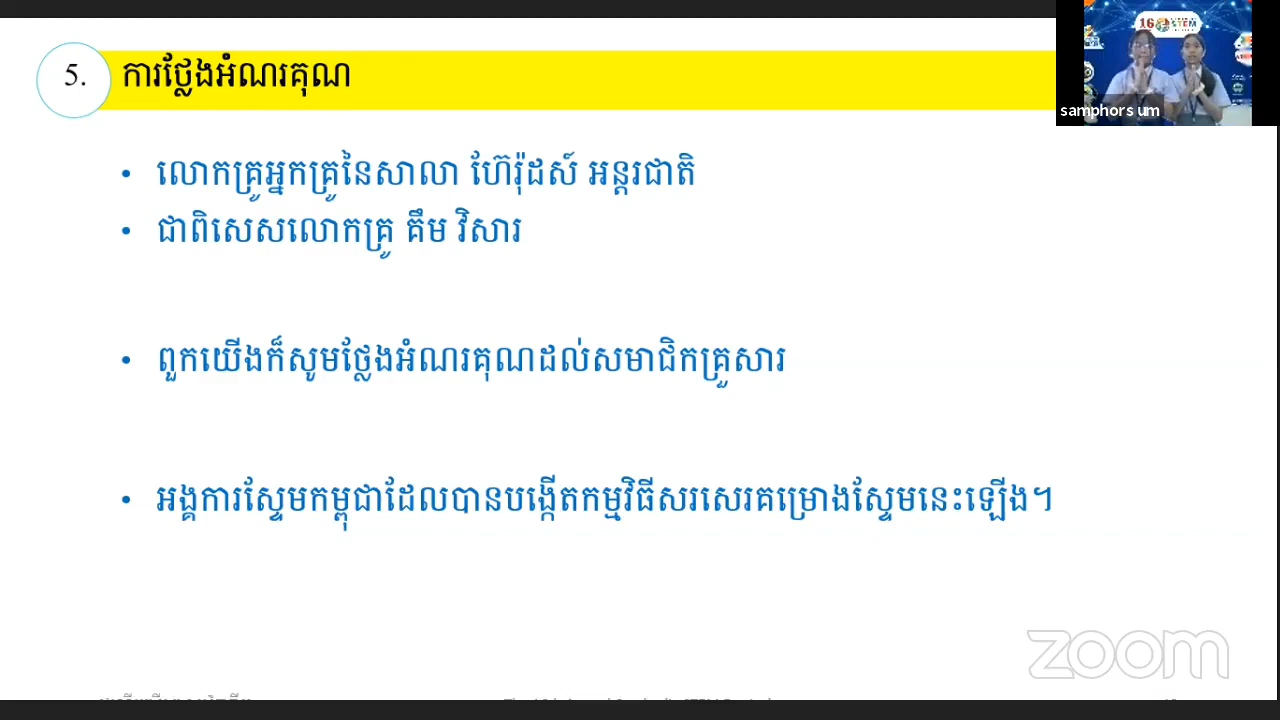 5. ការថ្លែងអំណរគុណ
• លោកគ្រូអ្នកគ្រូនៃសាលា ហ៊ែរ៉ុដស៍ អន្តរជាតិ
• ជាពិសេសលោកគ្រូ គឹម វិសារ
• ពួកយើងក៏សូមថ្លែងអំណរគុណដល់សមាជិកគ្រួសារ
• អង្គការស្ទែមកម្ពុជាដែលបានបង្កើតកម្មវិធីសរសេរគម្រោងស្ទែមនេះឡើង។
STEM
samphors um
zoom